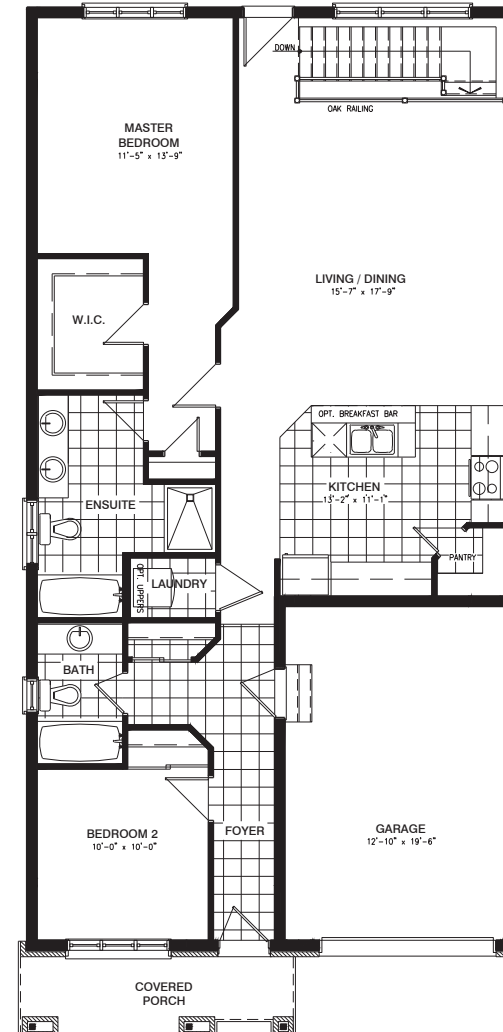 DOWN
OAK RAILING
MASTER
BEDROOM
11'-5" x 13'-9"
LIVING / DINING
15'-7" x 17'-9"
W.I.C.
OPT. BREAKFAST BAR
KITCHEN
13'-2" x 11'-1"
ENSUITE
PANTRY
OPT. UPPERS
LAUNDRY
BATH
BEDROOM 2
10'-0" x 10'-0"
FOYER
GARAGE
12'-10" x 19'-6"
COVERED
PORCH